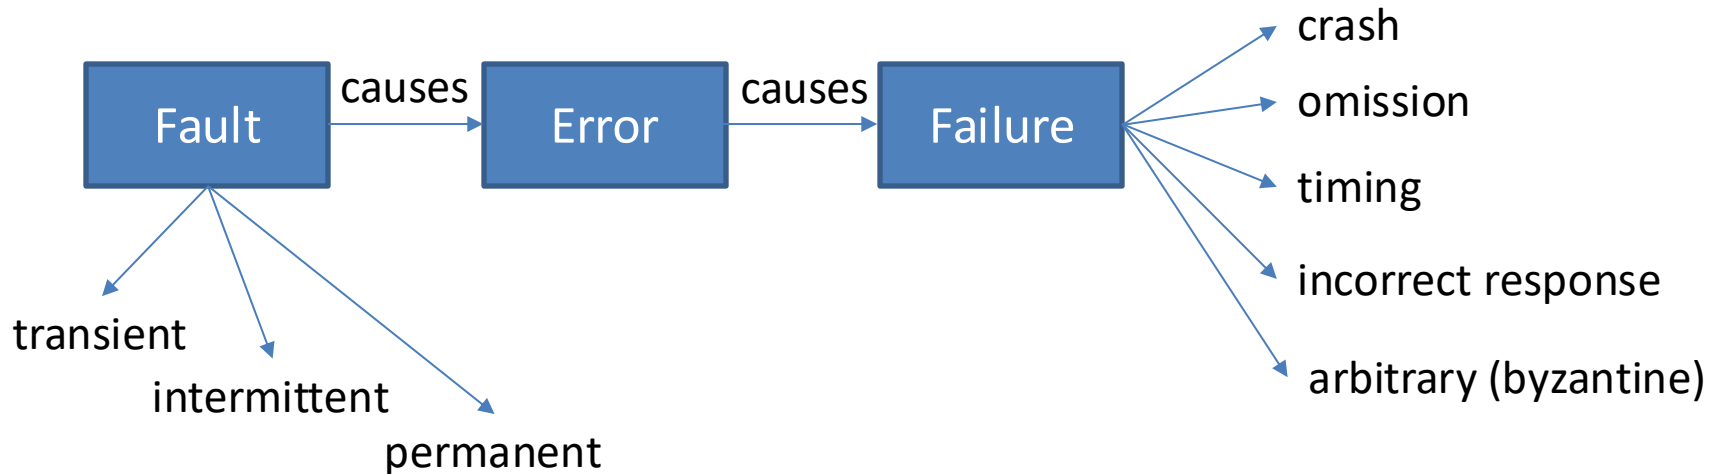 Fault
causes
Error
causes
Failure
crash
omission
timing
incorrect response
arbitrary (byzantine)
transient
intermittent
permanent